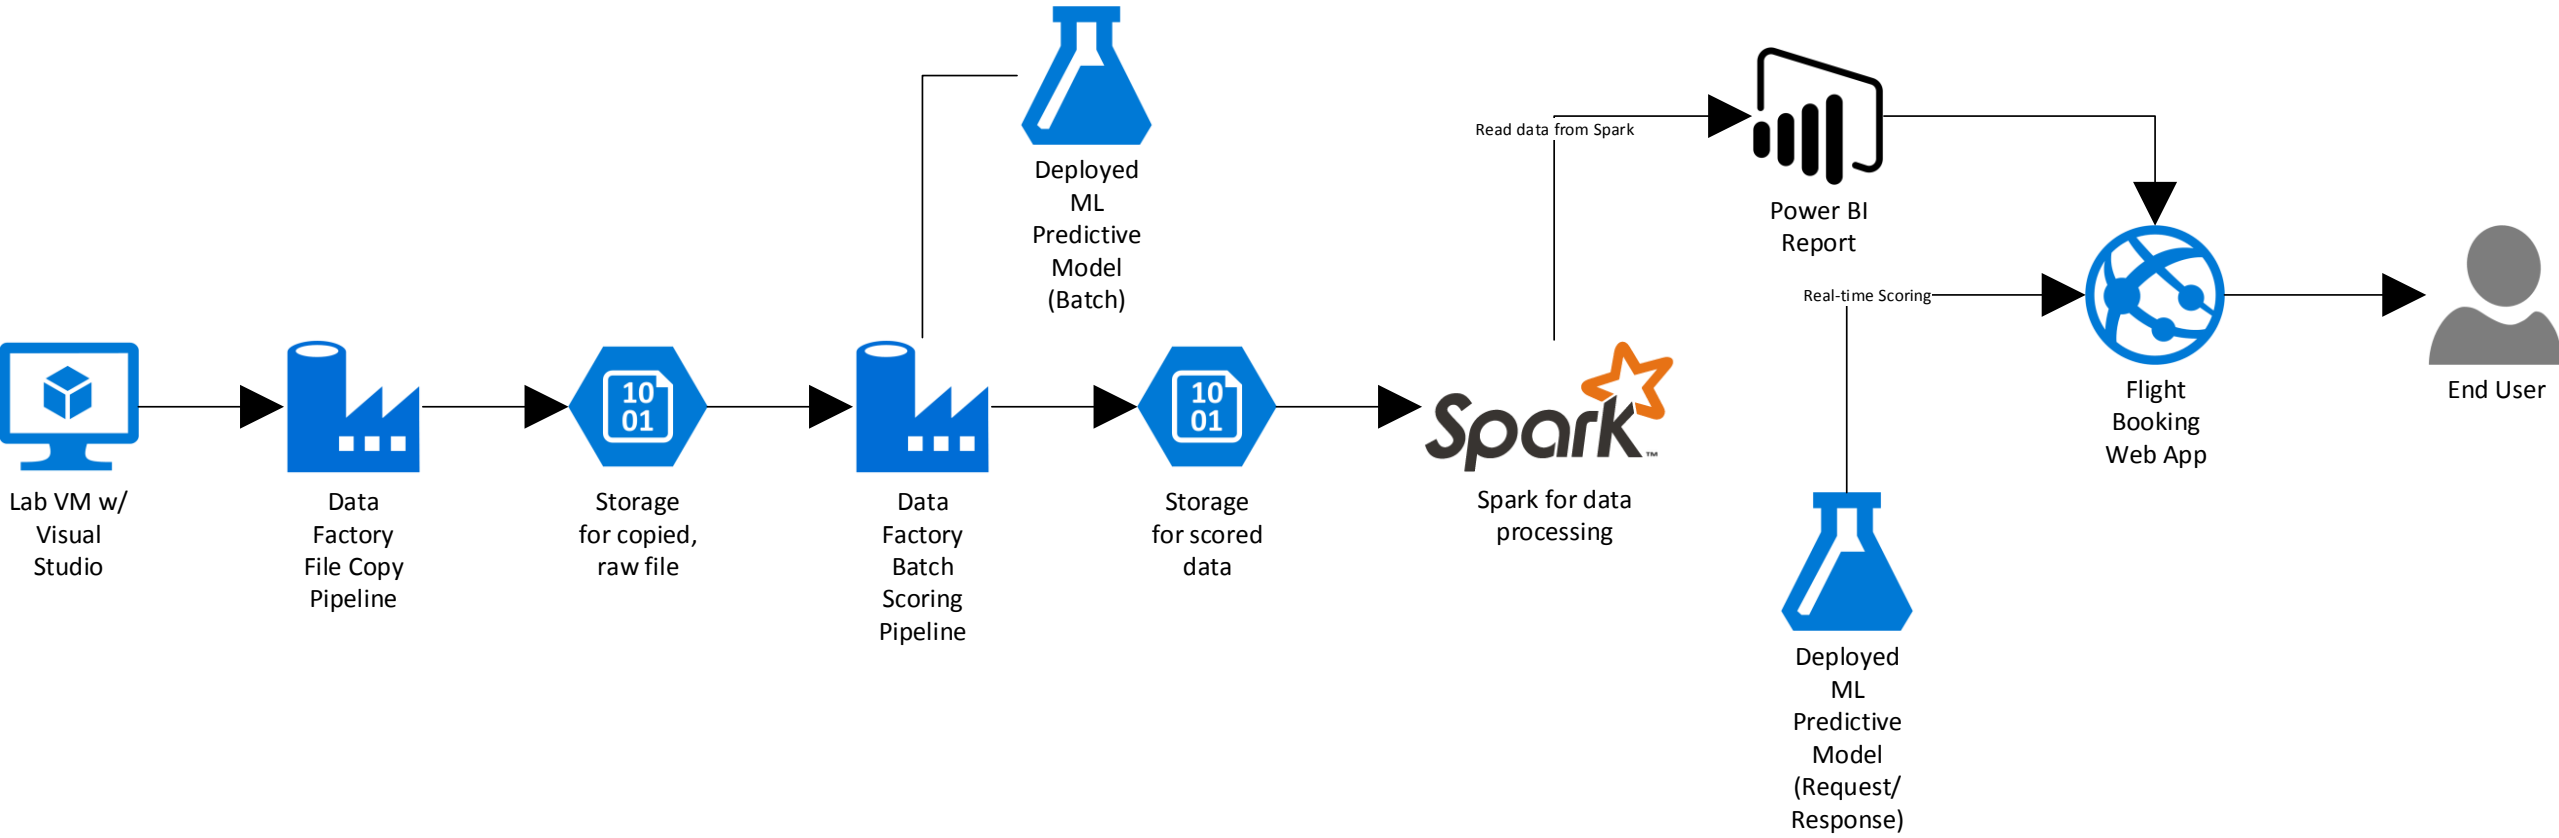 Deployed
ML
Predictive
Model
(Batch)
Read data from Spark
Power BI
Report
Real-time Scoring
Flight
Booking
Web App
End User
Lab VM w/
Visual
Studio
Data
Factory
File Copy
Pipeline
10
01
Storage
for copied,
raw file
Data
Factory
Batch
Scoring
Pipeline
10
01
Storage
for scored
data
Spark™
Spark for data
processing
Deployed
ML
Predictive
Model
(Request/
Response)